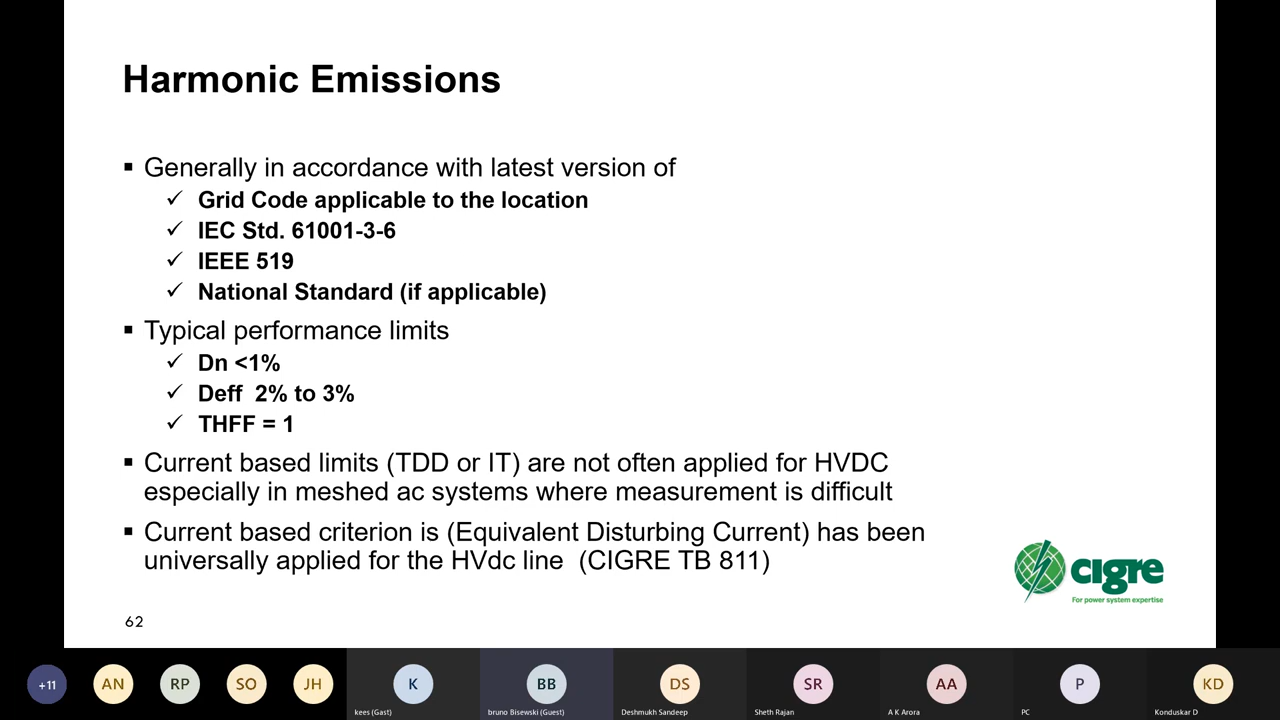 Harmonic Emissions
▪ Generally in accordance with latest version of
✓ Grid Code applicable to the location
✓ IEC Std. 61001-3-6
✓ IEEE 519
✓ National Standard (if applicable)
▪ Typical performance limits
✓ Dn <1%
✓ Deff  2% to 3%
✓ THFF = 1
▪ Current based limits (TDD or IT) are not often applied for HVDC
especially in meshed ac systems where measurement is difficult
▪ Current based criterion is (Equivalent Disturbing Current) has been
universally applied for the HVdc line  (CIGRE TB 811)
cigre
For power system expertise
62
+11 AN RP SO JH K BB DS SR AA P KD
kees (Gast) bruno Bisewski (Guest) Deshmukh Sandeep Sheth Rajan A K Arora PC Konduskar D